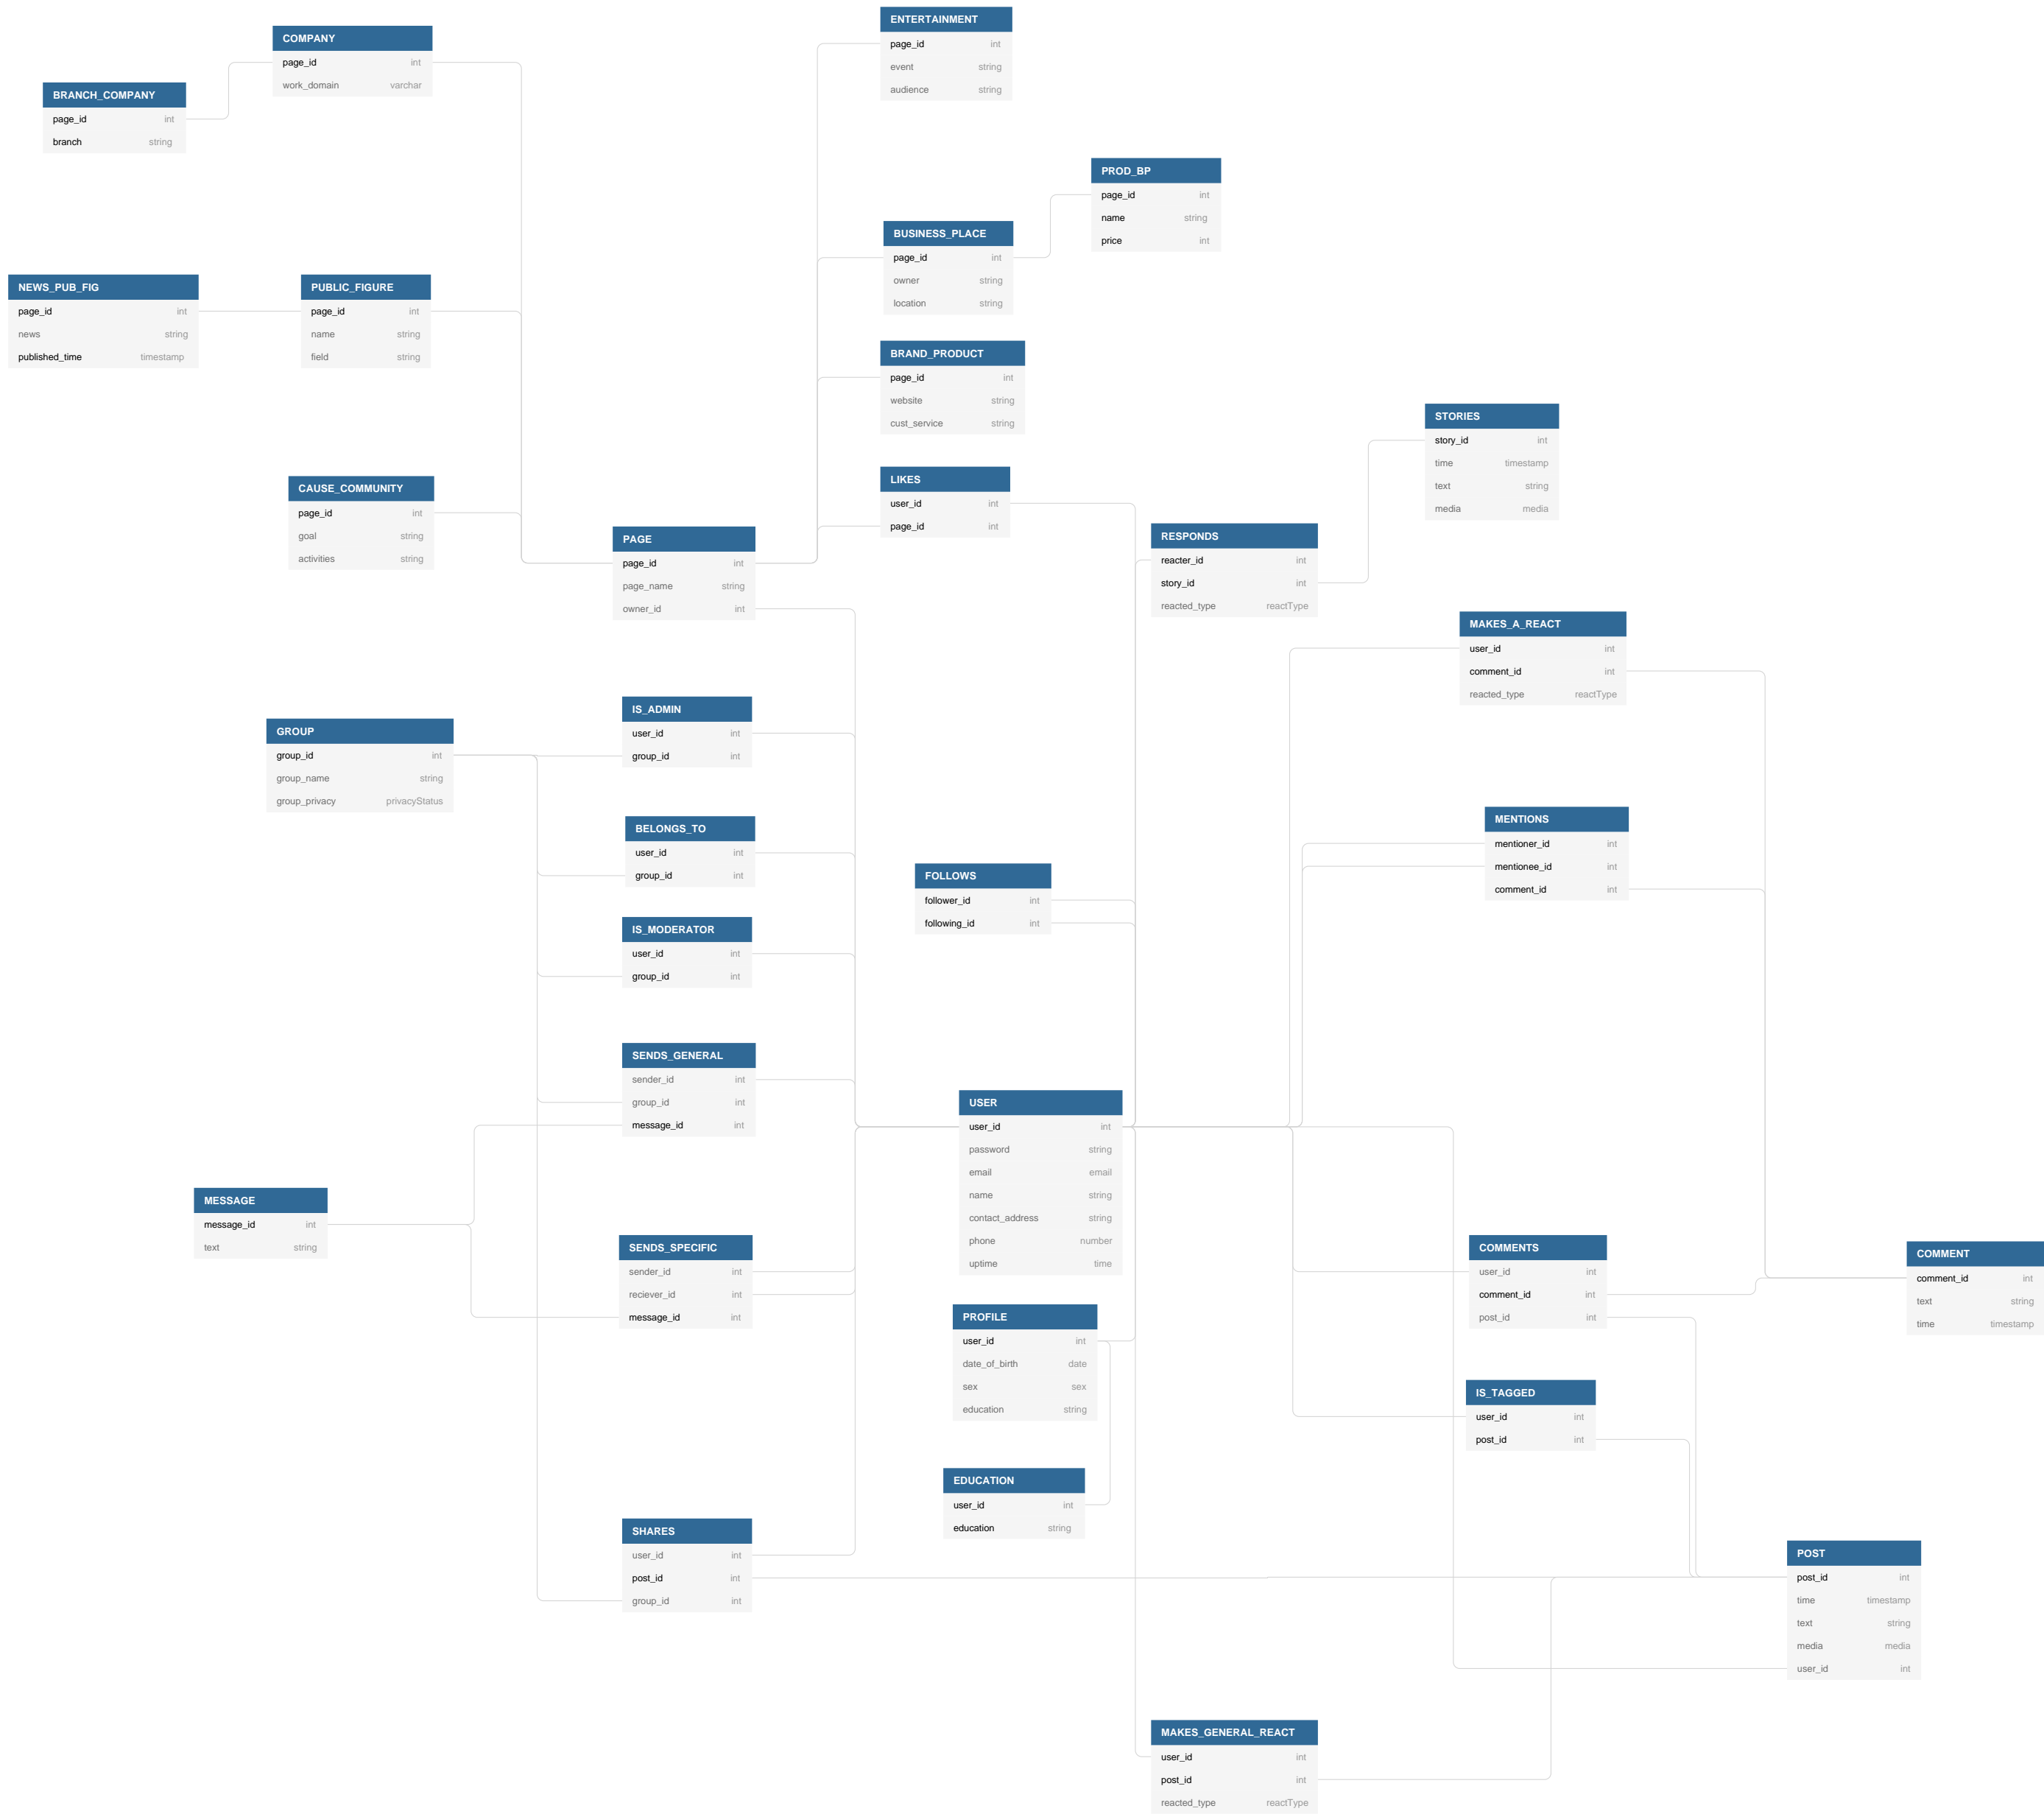 ENTERTAINMENT
page_id int
event string
audience string
COMPANY
page_id int
work_domain varchar
BRANCH_COMPANY
page_id int
branch string
PROD_BP
page_id int
name string
price int
BUSINESS_PLACE
page_id int
owner string
location string
NEWS_PUB_FIG
page_id int
news string
published_time timestamp
PUBLIC_FIGURE
page_id int
name string
field string
BRAND_PRODUCT
page_id int
website string
cust_service string
STORIES
story_id int
time timestamp
text string
media media
LIKES
user_id int
page_id int
CAUSE_COMMUNITY
page_id int
goal string
activities string
PAGE
page_id int
page_name string
owner_id int
RESPONDS
reacter_id int
story_id int
reacted_type reactType
MAKES_A_REACT
user_id int
comment_id int
reacted_type reactType
IS_ADMIN
user_id int
group_id int
GROUP
group_id int
group_name string
group_privacy privacyStatus
BELONGS_TO
user_id int
group_id int
MENTIONS
mentioner_id int
mentionee_id int
comment_id int
FOLLOWS
follower_id int
following_id int
IS_MODERATOR
user_id int
group_id int
SENDS_GENERAL
sender_id int
group_id int
message_id int
USER
user_id int
password string
email email
name string
contact_address string
phone number
uptime time
MESSAGE
message_id int
text string
SENDS_SPECIFIC
sender_id int
reciever_id int
message_id int
COMMENTS
user_id int
comment_id int
post_id int
COMMENT
comment_id int
text string
time timestamp
PROFILE
user_id int
date_of_birth date
sex sex
education string
IS_TAGGED
user_id int
post_id int
EDUCATION
user_id int
education string
SHARES
user_id int
post_id int
group_id int
POST
post_id int
time timestamp
text string
media media
user_id int
MAKES_GENERAL_REACT
user_id int
post_id int
reacted_type reactType